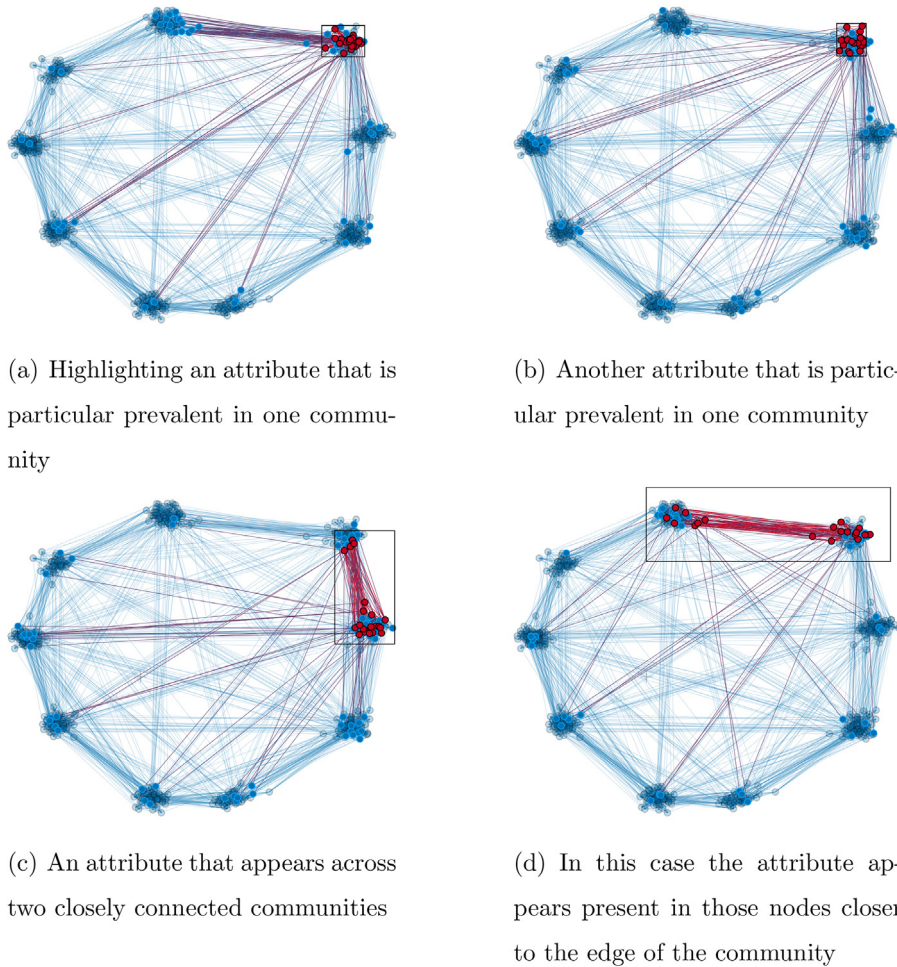 (a) Highlighting an attribute that is
particular prevalent in one commu-
nity
(b) Another attribute that is partic-
ular prevalent in one community
(c) An attribute that appears across
two closely connected communities
(d) In this case the attribute ap-
pears present in those nodes closer
to the edge of the community